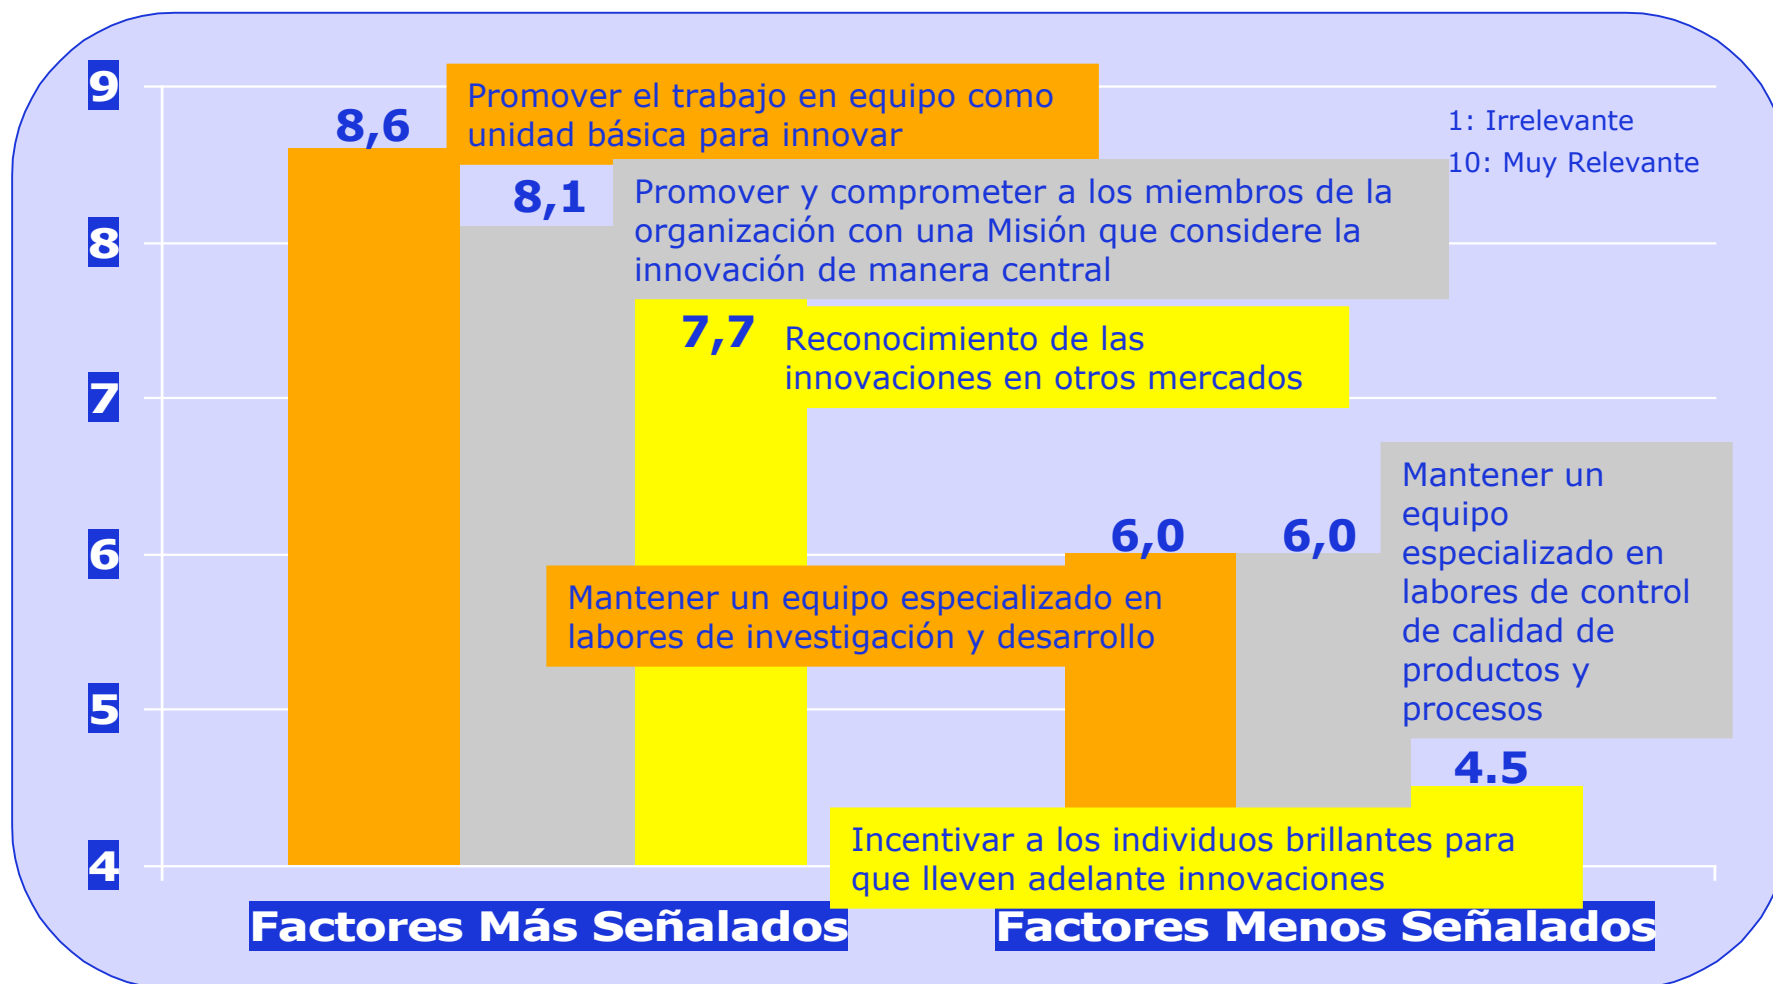 9
8,6
Promover el trabajo en equipo como
unidad básica para innovar
1: Irrelevante
10: Muy Relevante
8,1
Promover y comprometer a los miembros de la
organización con una Misión que considere la
innovación de manera central
8
7,7
Reconocimiento de las
innovaciones en otros mercados
7
6,0
6,0
Mantener un
equipo
especializado en
labores de control
de calidad de
productos y
procesos
6
Mantener un equipo especializado en
labores de investigación y desarrollo
5
4.5
Incentivar a los individuos brillantes para
que lleven adelante innovaciones
4
Factores Más Señalados
Factores Menos Señalados